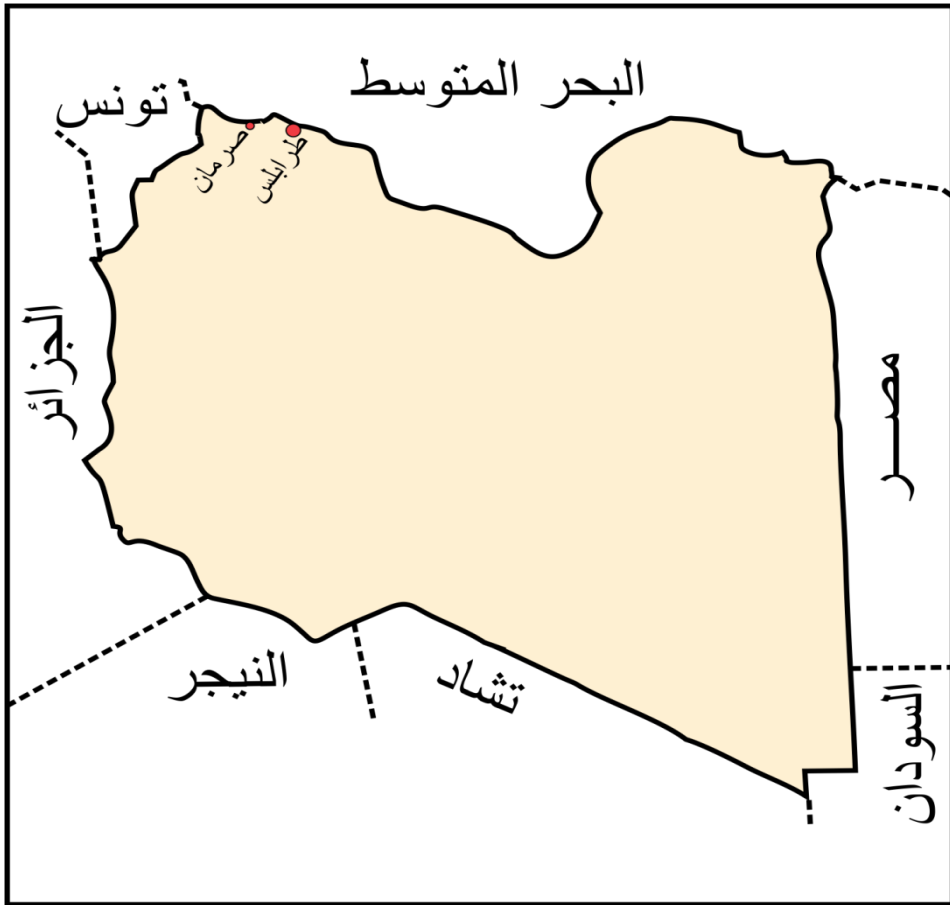 البحر المتوسط
تونس
صرمان
طرابلس
الجزائر
مصر
النيجر
تشاد
السودان